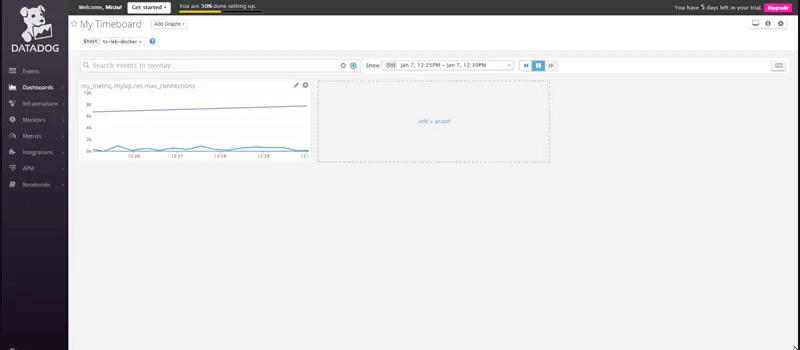 DATADOG
Events
Dashboards
Infrastructure
Monitors
Metrics
Integrations
APM
Notebooks
Welcome, Misiu!
Get started
You are 50% done setting up.
You have 5 days left in your trial.
Upgrade
My Timeboard
Add Graphs
$host ts-lab-docker
Search events to overlay...
Show 5m Jan 7, 12:25PM – Jan 7, 12:30PM
my_metric, mysql.net.max_connections
10K
8K
6K
4K
2K
0K
12:26 12:27 12:28 12:29
add a graph